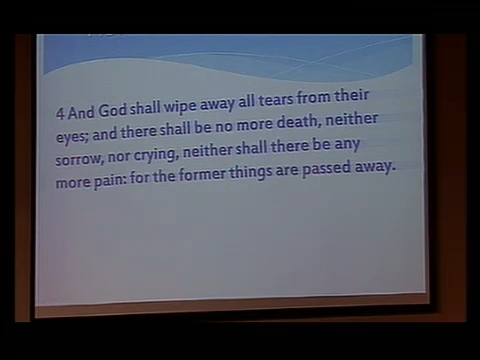 4 And God shall wipe away all tears from their
eyes; and there shall be no more death, neither
sorrow, nor crying, neither shall there be any
more pain: for the former things are passed away.